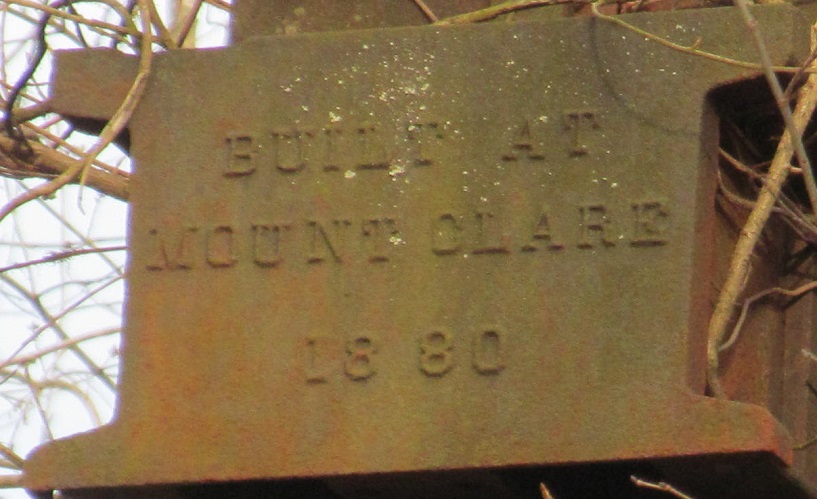 BUILT AT
MOUNT CLARE
1880